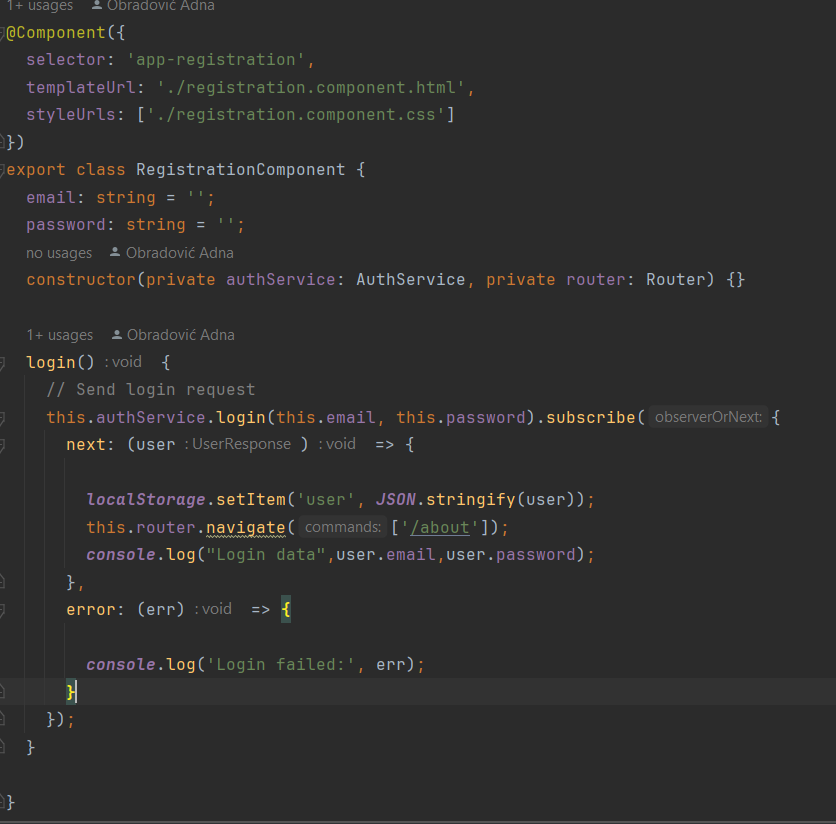 1+ usages Obradović Adna
@Component({
selector: 'app-registration',
templateUrl: './registration.component.html',
styleUrls: ['./registration.component.css']
})
export class RegistrationComponent {
email: string = '';
password: string = '';
no usages Obradović Adna
constructor(private authService: AuthService, private router: Router) {}
1+ usages Obradović Adna
login() : void {
// Send login request
this.authService.login(this.email, this.password).subscribe( observerOrNext: {
next: (user : UserResponse ) : void => {
localStorage.setItem('user', JSON.stringify(user));
this.router.navigate( commands: ['/about']);
console.log("Login data",user.email,user.password);
},
error: (err) : void => {
console.log('Login failed:', err);
}
});
}
}